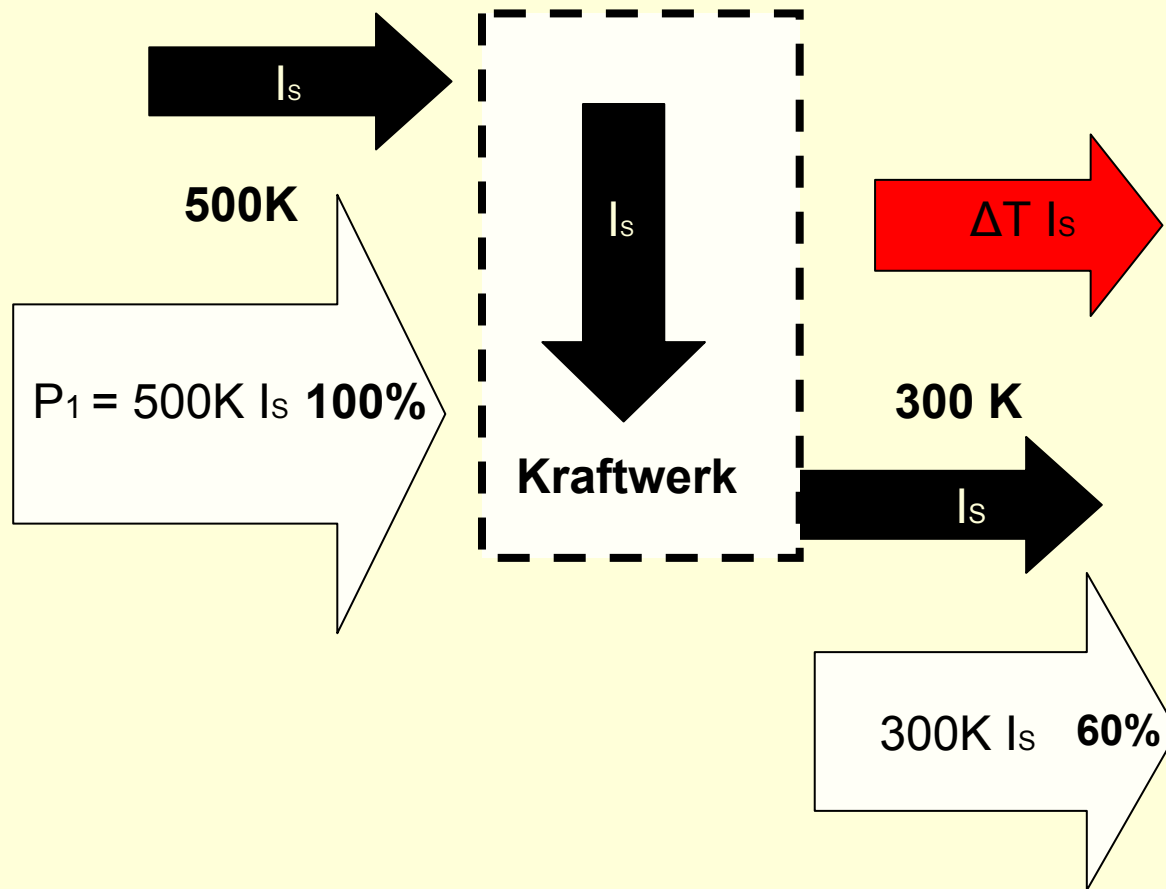 Iₛ
500K
P₁ = 500K Iₛ 100%
Iₛ
Kraftwerk
ΔT Iₛ
300 K
Iₛ
300K Iₛ 60%